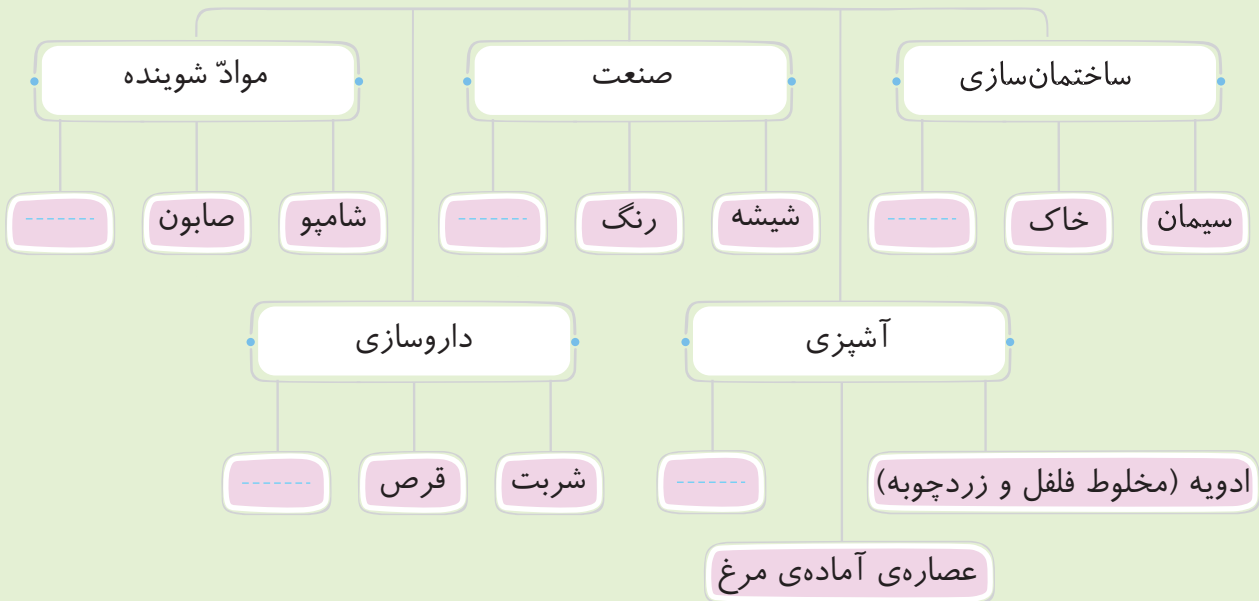 ساختمان‌سازی
صنعت
موادّ شوینده
سیمان
خاک
شیشه
رنگ
شامپو
صابون
آشپزی
داروسازی
ادویه (مخلوط فلفل و زردچوبه)
شربت
قرص
عصاره‌ی آماده‌ی مرغ